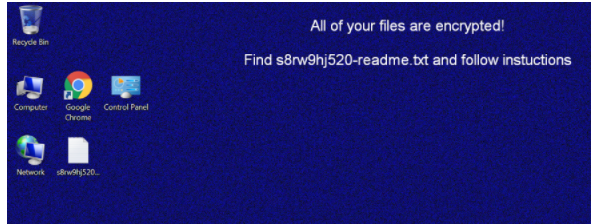 All of your files are encrypted!
Recycle Bin
Find s8rw9hj520-readme.txt and follow instuctions
Computer
Google
Chrome
Control Panel
Network
s8rw9hj520...